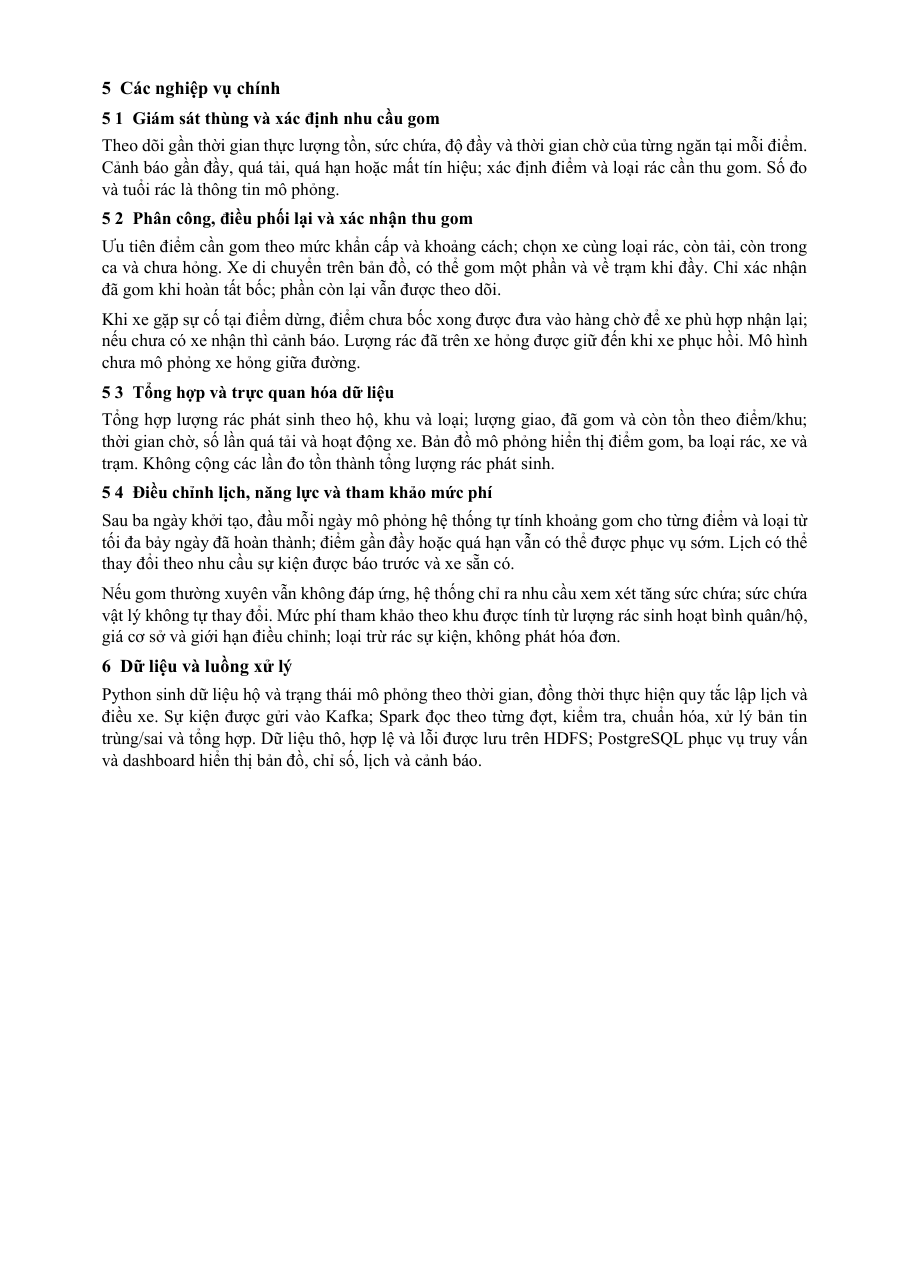 5 Các nghiệp vụ chính
5 1 Giám sát thùng và xác định nhu cầu gom
Theo dõi gần thời gian thực lượng tồn, sức chứa, độ đầy và thời gian chờ của từng ngăn tại mỗi điểm.
Cảnh báo gần đầy, quá tải, quá hạn hoặc mất tín hiệu; xác định điểm và loại rác cần thu gom. Số đo
và tuổi rác là thông tin mô phỏng.
5 2 Phân công, điều phối lại và xác nhận thu gom
Ưu tiên điểm cần gom theo mức khẩn cấp và khoảng cách; chọn xe cùng loại rác, còn tải, còn trong
ca và chưa hỏng. Xe di chuyển trên bản đồ, có thể gom một phần và về trạm khi đầy. Chỉ xác nhận
đã gom khi hoàn tất bốc; phần còn lại vẫn được theo dõi.
Khi xe gặp sự cố tại điểm dừng, điểm chưa bốc xong được đưa vào hàng chờ để xe phù hợp nhận lại;
nếu chưa có xe nhận thì cảnh báo. Lượng rác đã trên xe hỏng được giữ đến khi xe phục hồi. Mô hình
chưa mô phỏng xe hỏng giữa đường.
5 3 Tổng hợp và trực quan hóa dữ liệu
Tổng hợp lượng rác phát sinh theo hộ, khu và loại; lượng giao, đã gom và còn tồn theo điểm/khu;
thời gian chờ, số lần quá tải và hoạt động xe. Bản đồ mô phỏng hiển thị điểm gom, ba loại rác, xe và
trạm. Không cộng các lần đo tồn thành tổng lượng rác phát sinh.
5 4 Điều chỉnh lịch, năng lực và tham khảo mức phí
Sau ba ngày khởi tạo, đầu mỗi ngày mô phỏng hệ thống tự tính khoảng gom cho từng điểm và loại từ
tối đa bảy ngày đã hoàn thành; điểm gần đầy hoặc quá hạn vẫn có thể được phục vụ sớm. Lịch có thể
thay đổi theo nhu cầu sự kiện được báo trước và xe sẵn có.
Nếu gom thường xuyên vẫn không đáp ứng, hệ thống chỉ ra nhu cầu xem xét tăng sức chứa; sức chứa
vật lý không tự thay đổi. Mức phí tham khảo theo khu được tính từ lượng rác sinh hoạt bình quân/hộ,
giá cơ sở và giới hạn điều chỉnh; loại trừ rác sự kiện, không phát hóa đơn.
6 Dữ liệu và luồng xử lý
Python sinh dữ liệu hộ và trạng thái mô phỏng theo thời gian, đồng thời thực hiện quy tắc lập lịch và
điều xe. Sự kiện được gửi vào Kafka; Spark đọc theo từng đợt, kiểm tra, chuẩn hóa, xử lý bản tin
trùng/sai và tổng hợp. Dữ liệu thô, hợp lệ và lỗi được lưu trên HDFS; PostgreSQL phục vụ truy vấn
và dashboard hiển thị bản đồ, chỉ số, lịch và cảnh báo.